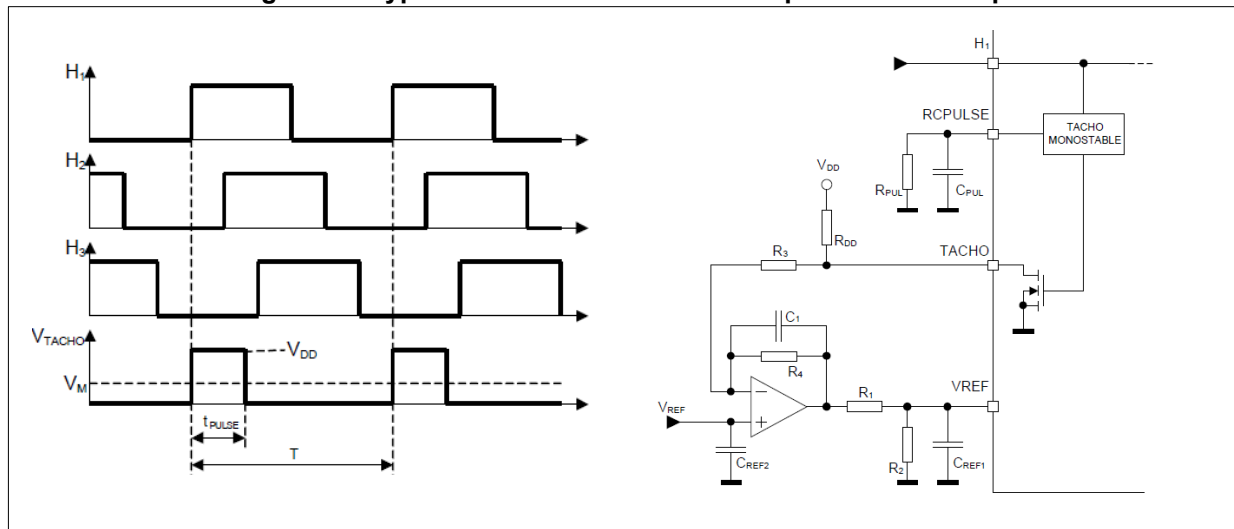 H1
H2
H3
VTACHO
VDD
VM
tPULSE
T
H1
RCPULSE
TACHO
MONOSTABLE
VDD
RPUL
CPUL
RDD
TACHO
R3
C1
R4
VREF
R1
VREF
CREF2
R2
CREF1